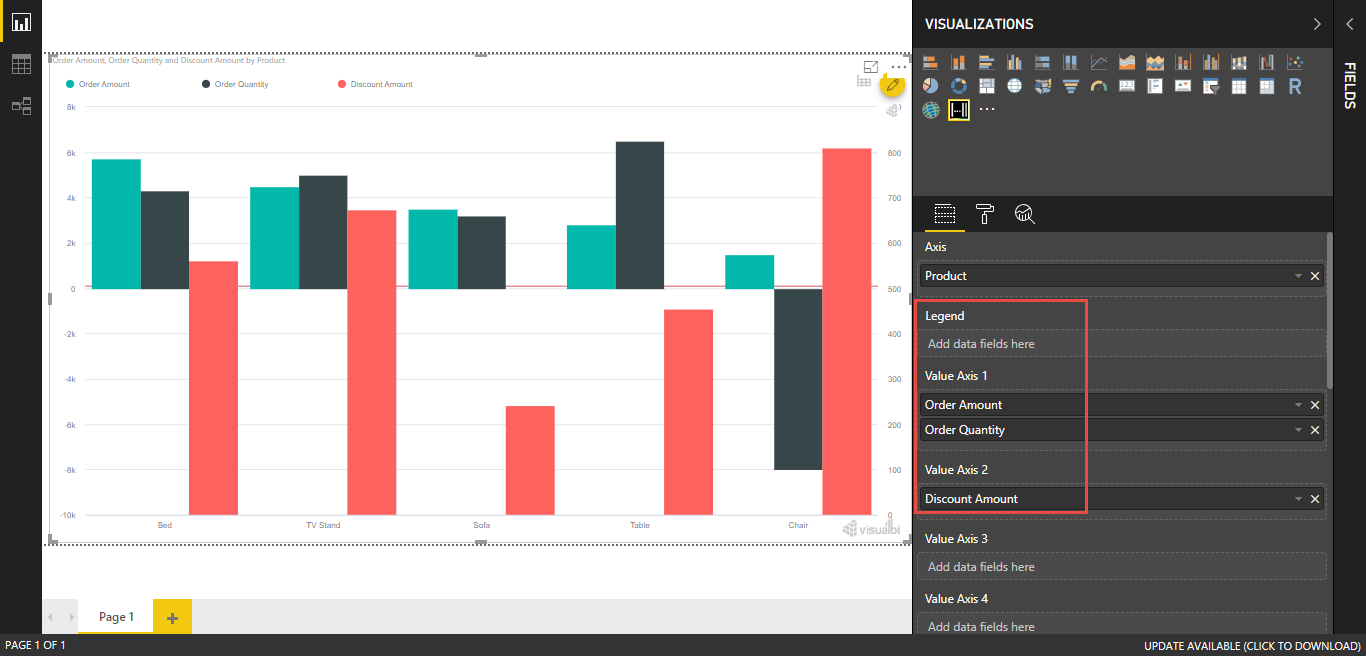 Order Amount, Order Quantity and Discount Amount by Product
Order Amount Order Quantity Discount Amount
8k
6k 800
4k 700
2k 600
0 500
-2k 400
-4k 300
-6k 200
-8k 100
-10k 0
Bed TV Stand Sofa Table Chair
visualbi
Page 1 +
PAGE 1 OF 1
VISUALIZATIONS
R
Axis
Product
Legend
Add data fields here
Value Axis 1
Order Amount
Order Quantity
Value Axis 2
Discount Amount
Value Axis 3
Add data fields here
Value Axis 4
Add data fields here
FIELDS
UPDATE AVAILABLE (CLICK TO DOWNLOAD)